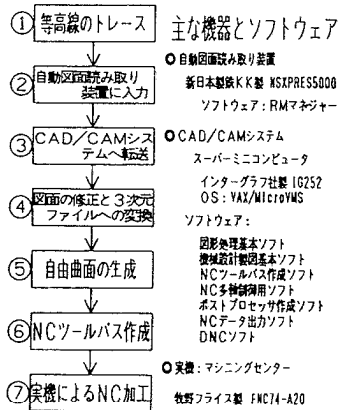 ①等高線のトレース
②自動図面読み取り
装置に入力
③CAD/CAMシス
テムへ転送
④図面の修正と3次元
ファイルへの変換
⑤自由曲面の生成
⑥NCツールパス作成
⑦実機によるNC加工
主な機器とソフトウェア
○自動図面読み取り装置
新日本製鉄KK製 NSXPRES5000
ソフトウェア:RMマネジャー
○CAD/CAMシステム
スーパーミニコンピュータ
インターグラフ社製 IG252
OS:VAX/MicroVMS
ソフトウェア:
図形処理基本ソフト
機械設計製図基本ソフト
NCツールパス作成ソフト
NC多軸制御用ソフト
ポストプロセッサ作成ソフト
NCデータ出力ソフト
DNCソフト
○実機:マシニングセンター
牧野フライス製 FNC74-A20